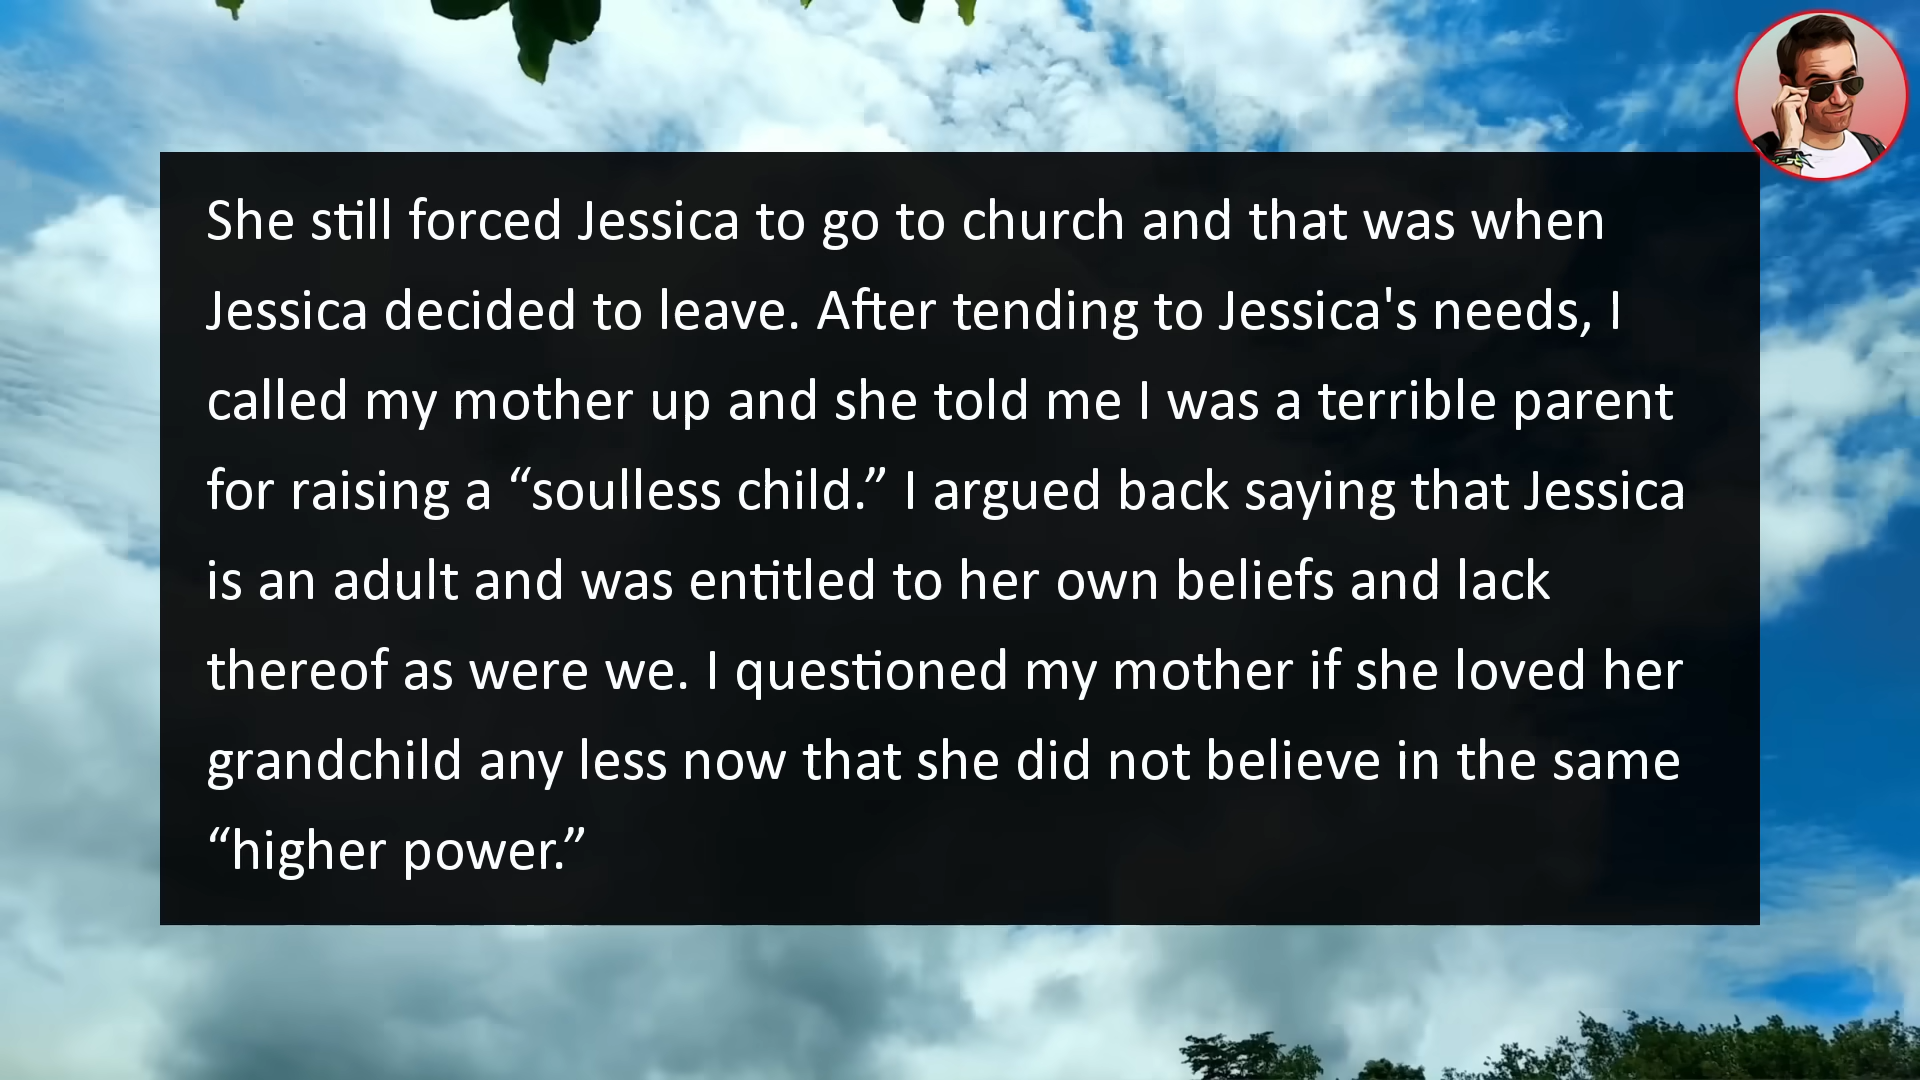 She still forced Jessica to go to church and that was when
Jessica decided to leave. After tending to Jessica's needs, I
called my mother up and she told me I was a terrible parent
for raising a “soulless child.” I argued back saying that Jessica
is an adult and was entitled to her own beliefs and lack
thereof as were we. I questioned my mother if she loved her
grandchild any less now that she did not believe in the same
“higher power.”